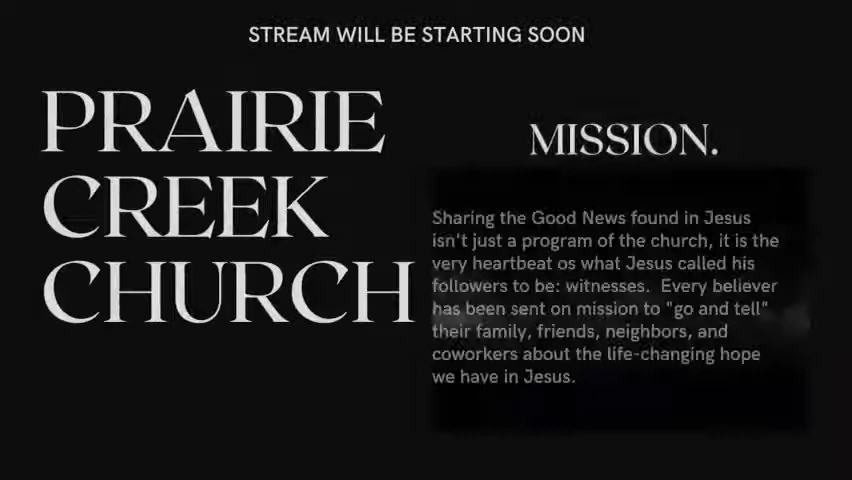 STREAM WILL BE STARTING SOON
PRAIRIE
CREEK
CHURCH
MISSION.
Sharing the Good News found in Jesus
isn't just a program of the church, it is the
very heartbeat os what Jesus called his
followers to be: witnesses.  Every believer
has been sent on mission to "go and tell"
their family, friends, neighbors, and
coworkers about the life-changing hope
we have in Jesus.